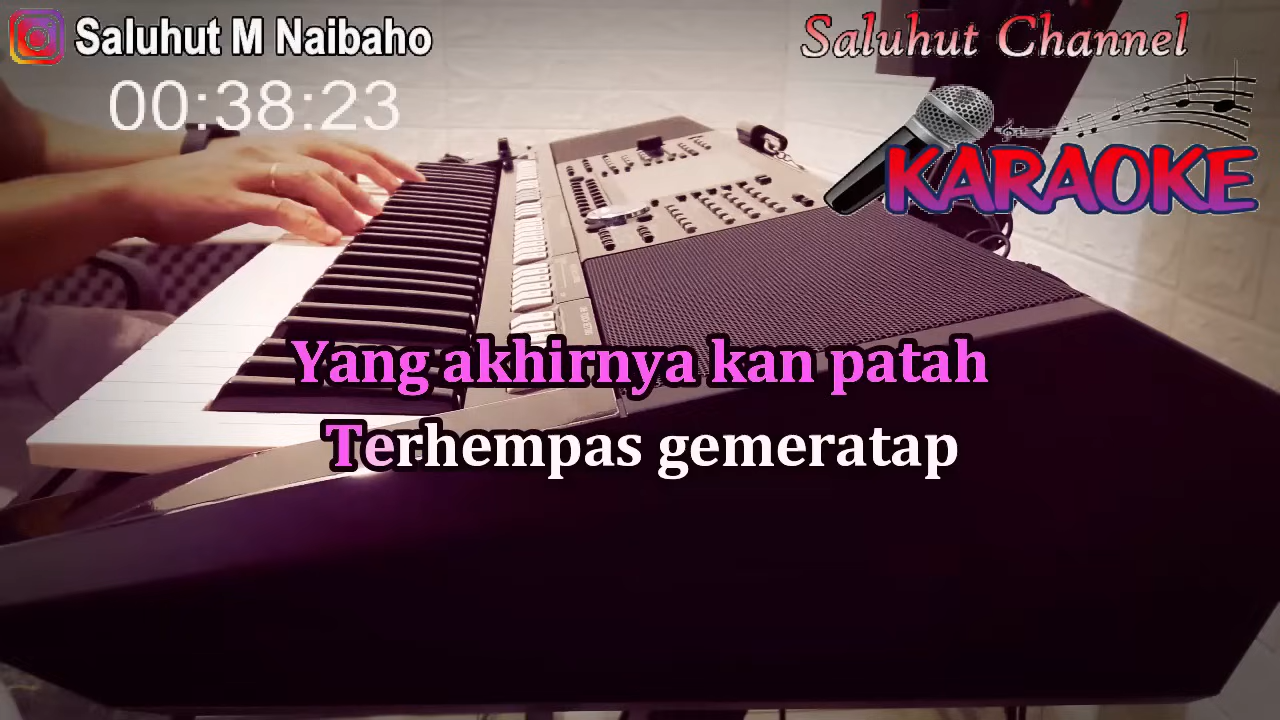 Saluhut M Naibaho
Saluhut Channel
00:38:23
KARAOKE
Yang akhirnya kan patah
Terhempas gemeratap